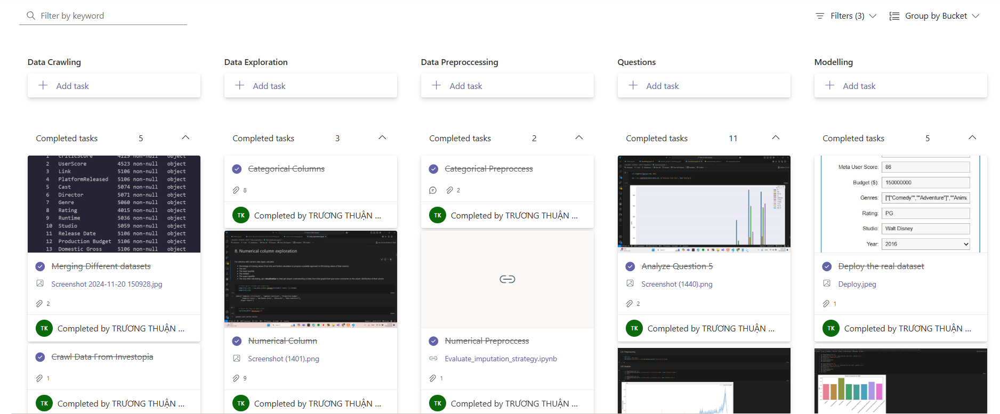 Filter by keyword
Filters (3)
Group by Bucket
Data Crawling
Add task
Completed tasks 5
1 CriticScore 4129 non-null object
2 UserScore 4523 non-null object
3 Link 5106 non-null object
4 PlatformReleased 5106 non-null object
5 Cast 5074 non-null object
6 Director 5071 non-null object
7 Genre 5060 non-null object
8 Rating 4015 non-null object
9 Runtime 5036 non-null object
10 Studio 5059 non-null object
11 Release Date 5106 non-null object
12 Production Budget 5106 non-null object
13 Domestic Gross 5106 non-null object
Merging Different datasets
Screenshot 2024-11-20 150928.jpg
2
TK Completed by TRƯƠNG THUẬN ...
Crawl Data From Investopia
1
TK Completed by TRƯƠNG THUẬN ...
Data Exploration
Add task
Completed tasks 3
Categorical Columns
8
TK Completed by TRƯƠNG THUẬN ...
8. Numerical column exploration
Numerical Column
Screenshot (1401).png
9
TK Completed by TRƯƠNG THUẬN ...
Data Preproccessing
Add task
Completed tasks 2
Categorical Preproccess
2
TK Completed by TRƯƠNG THUẬN ...
Numerical Preproccess
Evaluate_imputation_strategy.ipynb
1
TK Completed by TRƯƠNG THUẬN ...
Questions
Add task
Completed tasks 11
Analyze Question 5
Screenshot (1440).png
2
TK Completed by TRƯƠNG THUẬN ...
Modelling
Add task
Completed tasks 5
Meta User Score: 86
Budget ($): 150000000
Genres: ["["Comedy"",""Adventure"]",""Anima
Rating: PG
Studio: Walt Disney
Year: 2016
Deploy the real dataset
Deploy.jpeg
1
TK Completed by TRƯƠNG THUẬN ...